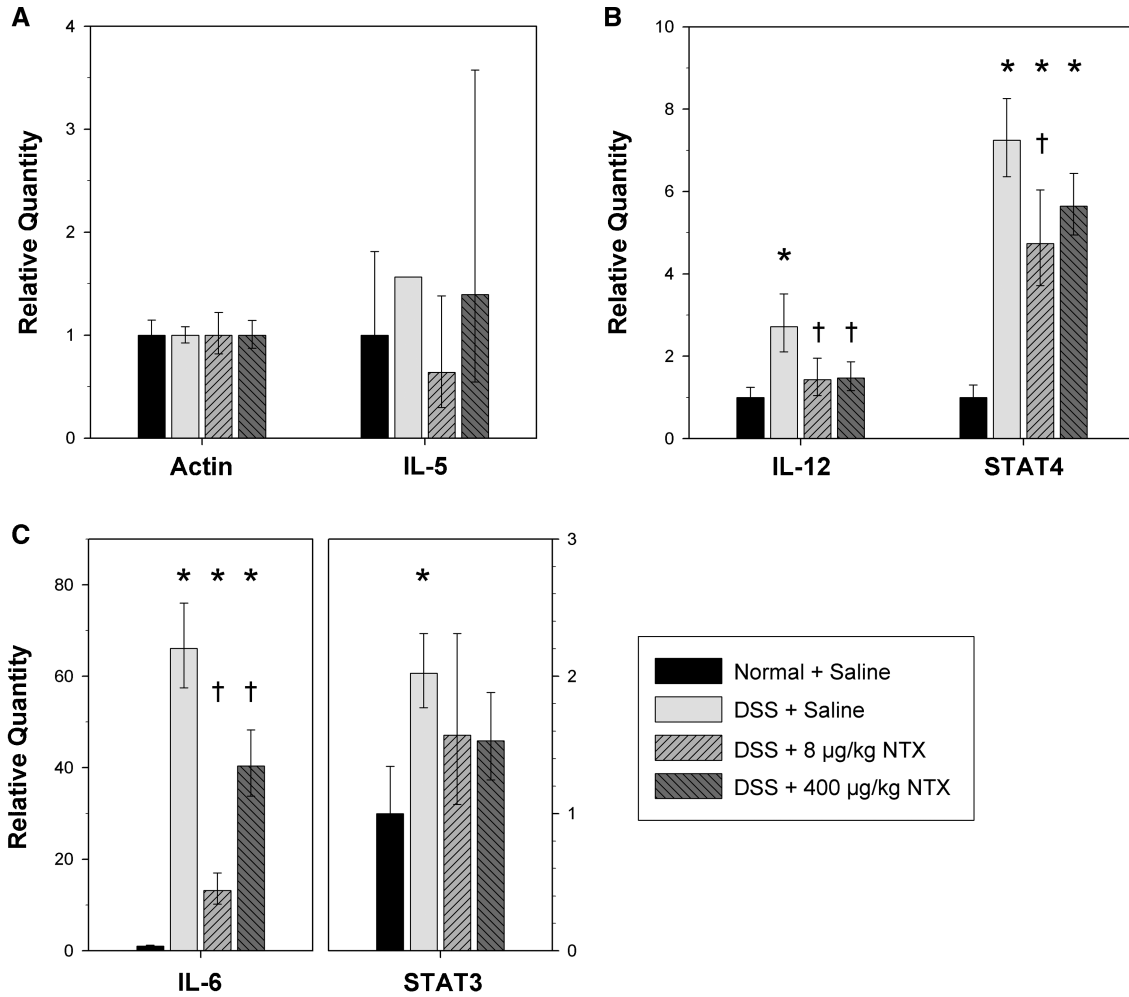 A
B
4
3
2
1
0
Relative Quantity
Actin
IL-5
10
8
6
4
2
0
Relative Quantity
* * *
†
*
† †
IL-12
STAT4
C
80
60
40
20
0
Relative Quantity
* * *
† †
IL-6
3
2
1
0
*
STAT3
Normal + Saline
DSS + Saline
DSS + 8 µg/kg NTX
DSS + 400 µg/kg NTX